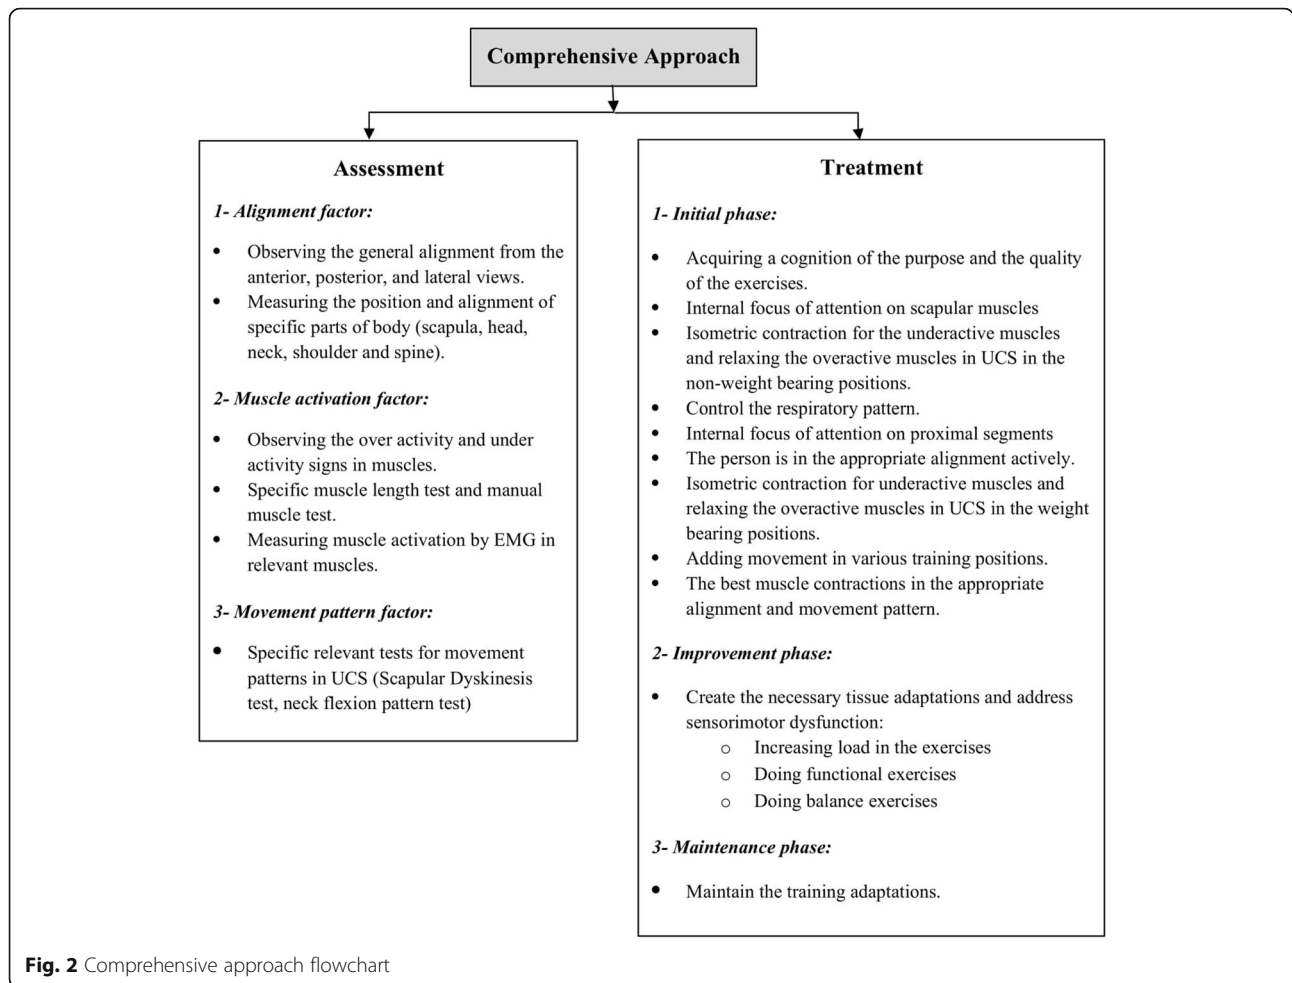 Comprehensive Approach
Assessment
1- Alignment factor:
• Observing the general alignment from the
anterior, posterior, and lateral views.
• Measuring the position and alignment of
specific parts of body (scapula, head,
neck, shoulder and spine).
2- Muscle activation factor:
• Observing the over activity and under
activity signs in muscles.
• Specific muscle length test and manual
muscle test.
• Measuring muscle activation by EMG in
relevant muscles.
3- Movement pattern factor:
• Specific relevant tests for movement
patterns in UCS (Scapular Dyskinesis
test, neck flexion pattern test)
Treatment
1- Initial phase:
• Acquiring a cognition of the purpose and the quality
of the exercises.
• Internal focus of attention on scapular muscles
• Isometric contraction for the underactive muscles
and relaxing the overactive muscles in UCS in the
non-weight bearing positions.
• Control the respiratory pattern.
• Internal focus of attention on proximal segments
• The person is in the appropriate alignment actively.
• Isometric contraction for underactive muscles and
relaxing the overactive muscles in UCS in the weight
bearing positions.
• Adding movement in various training positions.
• The best muscle contractions in the appropriate
alignment and movement pattern.
2- Improvement phase:
• Create the necessary tissue adaptations and address
sensorimotor dysfunction:
o Increasing load in the exercises
o Doing functional exercises
o Doing balance exercises
3- Maintenance phase:
• Maintain the training adaptations.
Fig. 2 Comprehensive approach flowchart